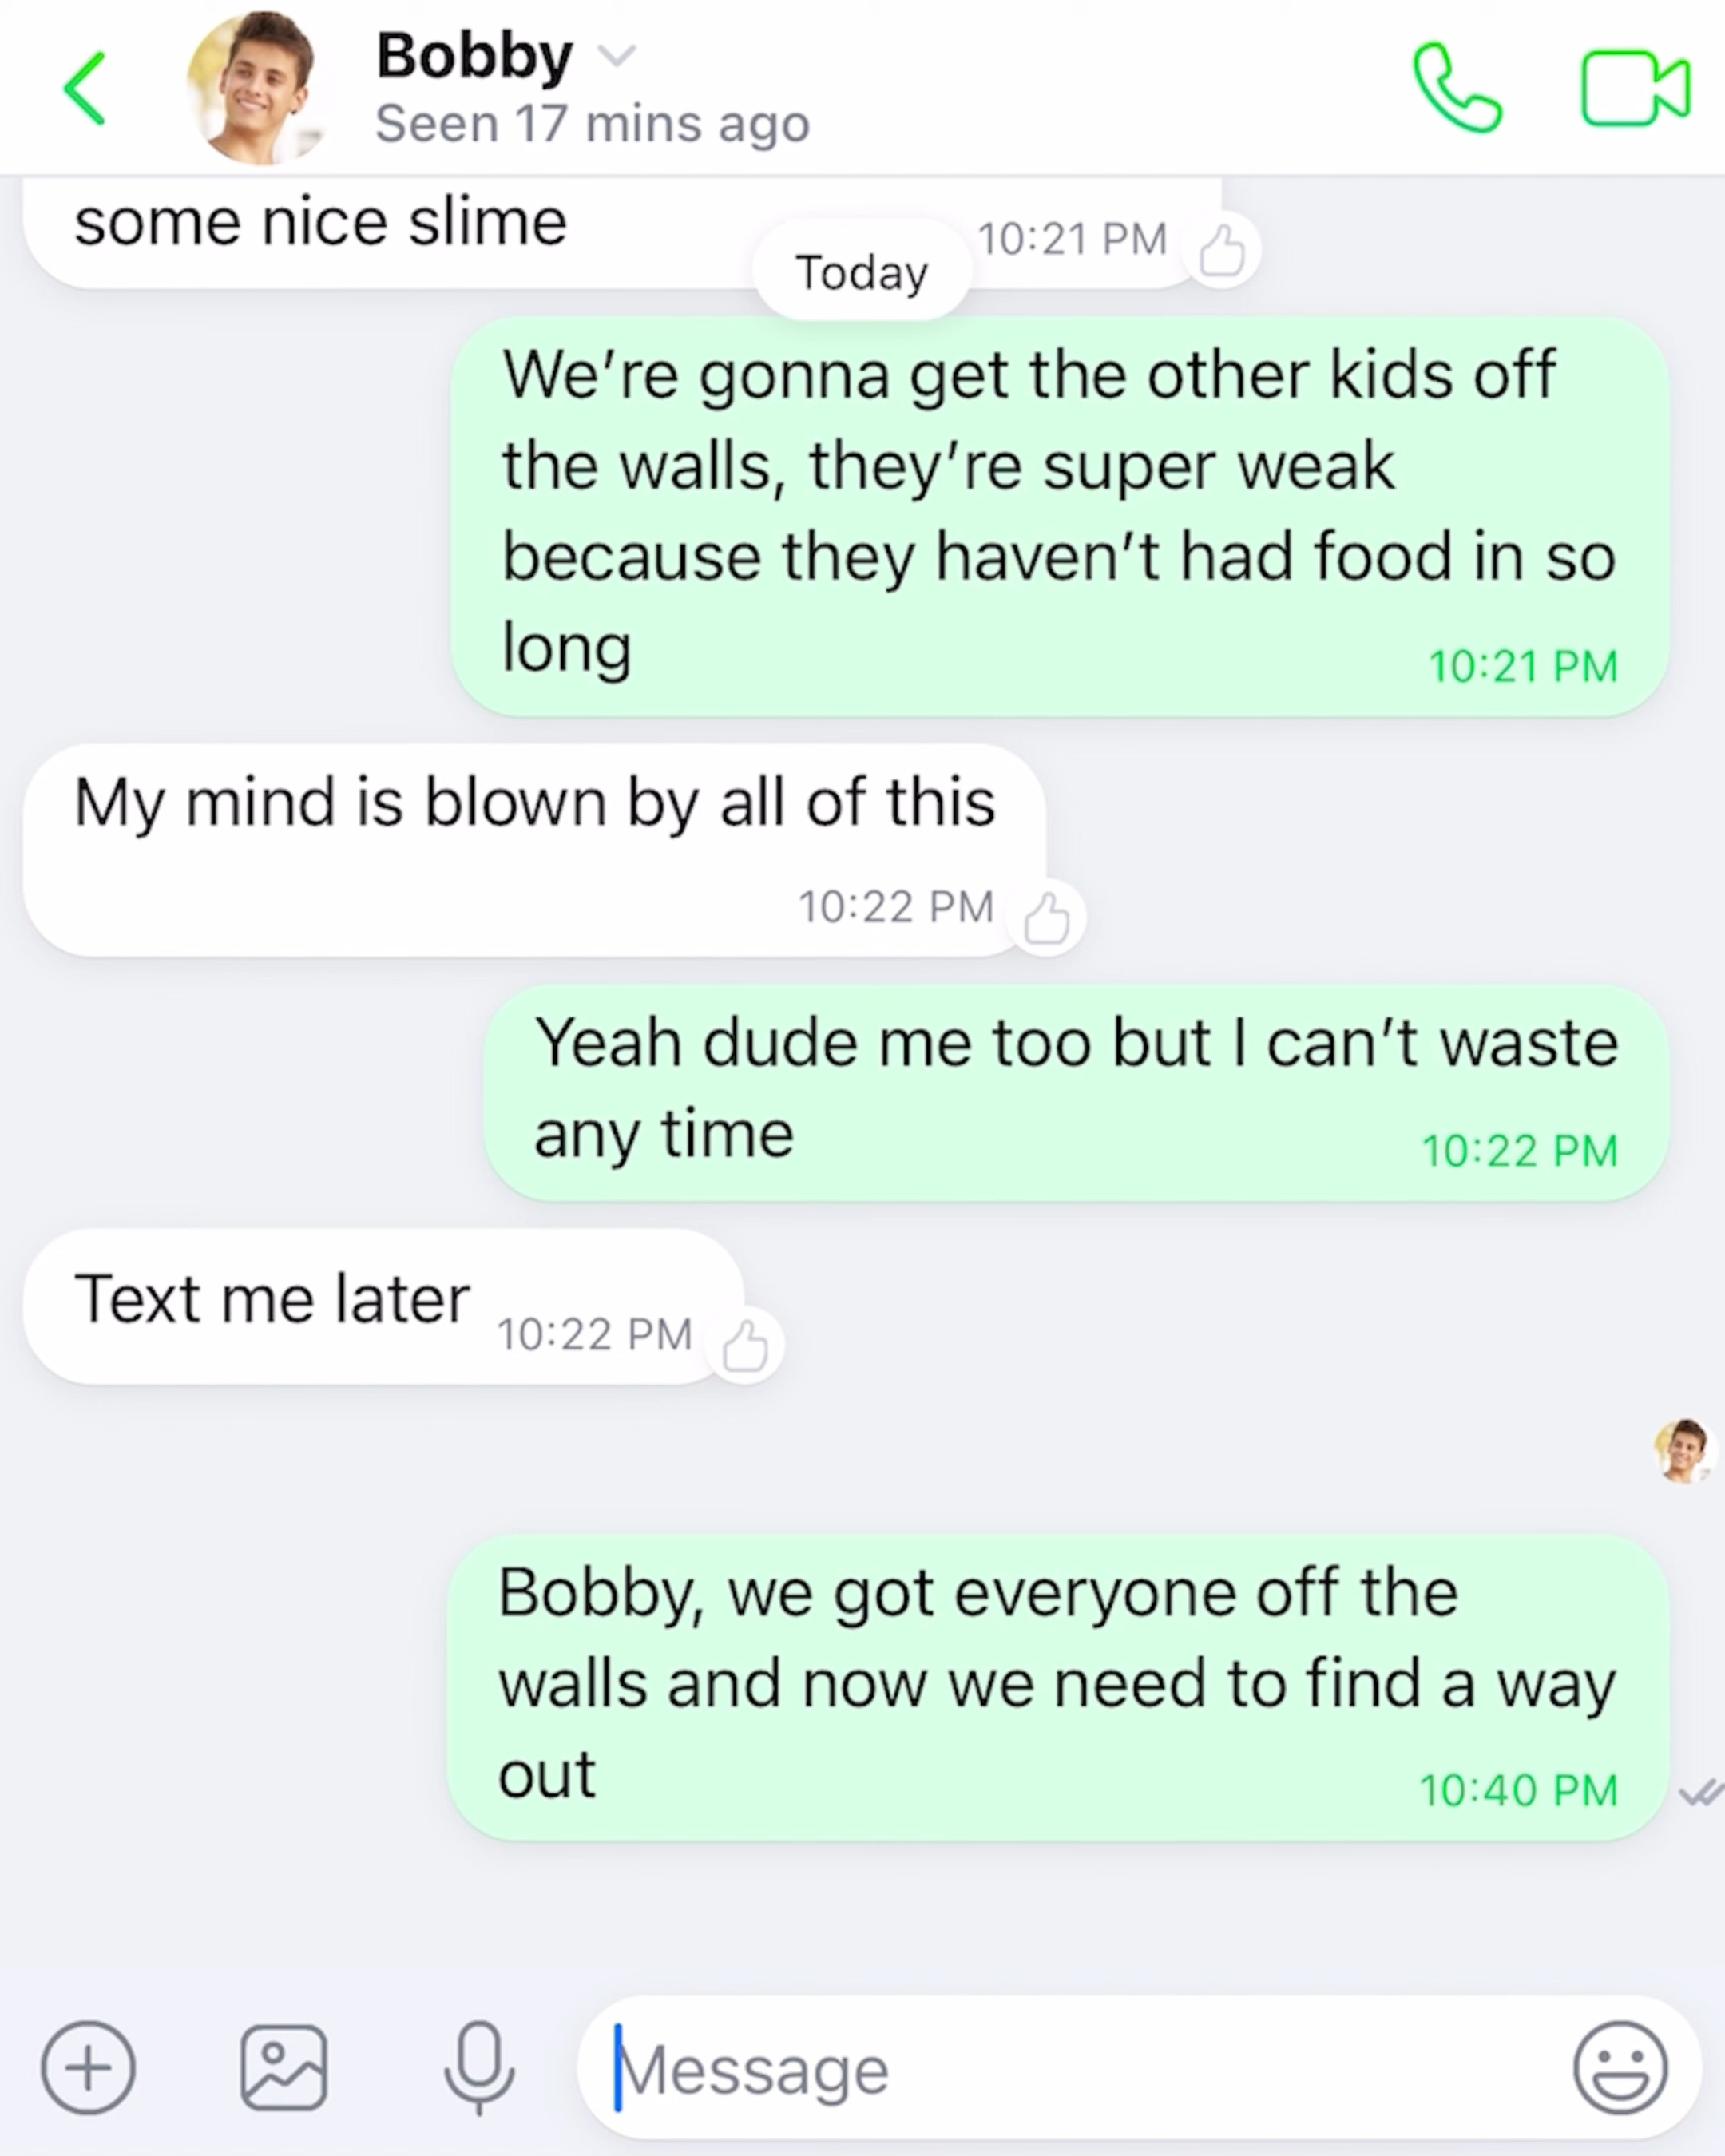 Bobby
Seen 17 mins ago
some nice slime
10:21 PM
Today
We're gonna get the other kids off
the walls, they're super weak
because they haven't had food in so
long
10:21 PM
My mind is blown by all of this
10:22 PM
Yeah dude me too but I can't waste
any time
10:22 PM
Text me later
10:22 PM
Bobby, we got everyone off the
walls and now we need to find a way
out
10:40 PM
Message